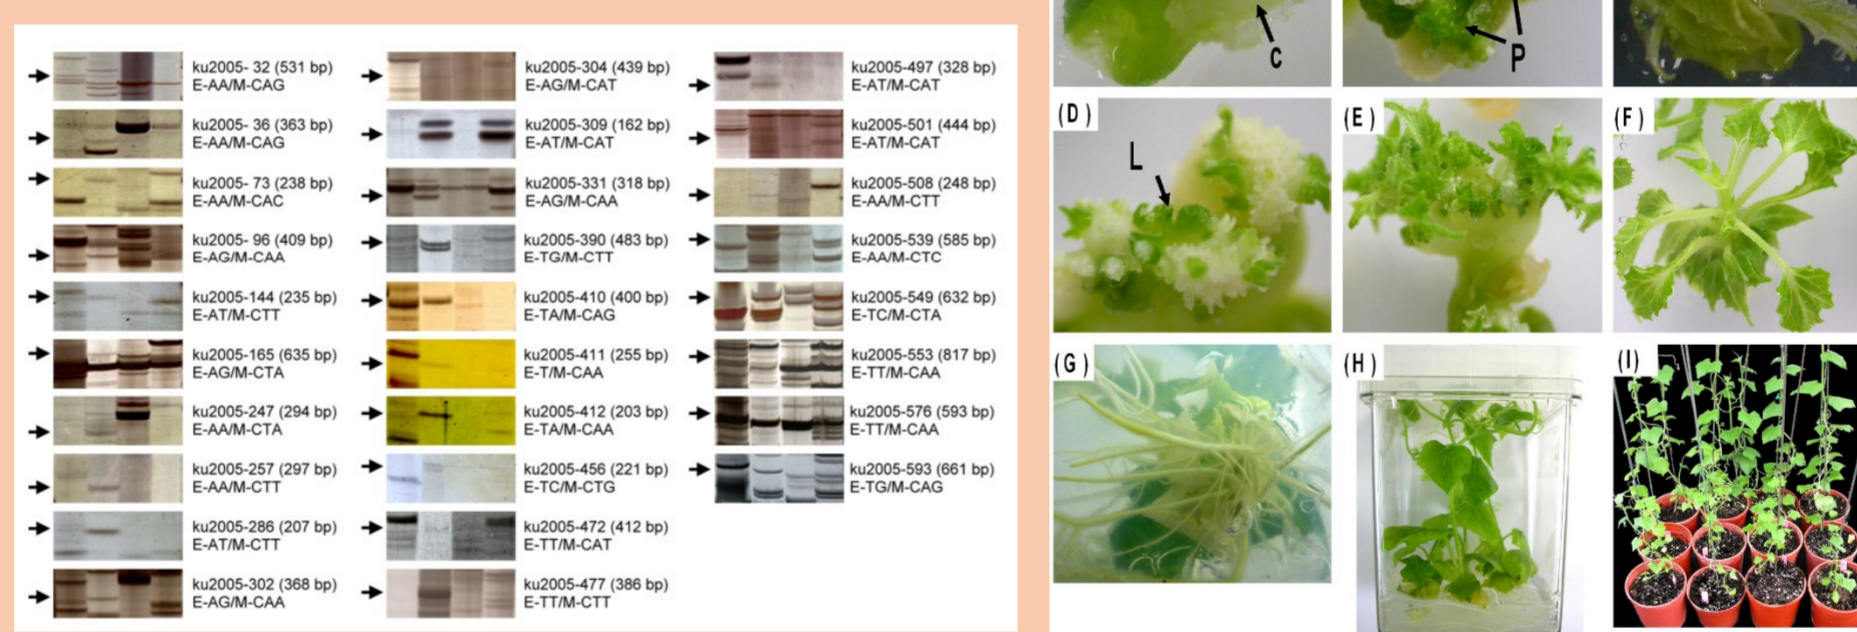 ku2005- 32 (531 bp)
E-AA/M-CAG
ku2005- 36 (363 bp)
E-AA/M-CAG
ku2005- 73 (238 bp)
E-AA/M-CAC
ku2005- 96 (409 bp)
E-AG/M-CAA
ku2005-144 (235 bp)
E-AT/M-CTT
ku2005-165 (635 bp)
E-AG/M-CTA
ku2005-247 (294 bp)
E-AA/M-CTA
ku2005-257 (297 bp)
E-AA/M-CTT
ku2005-286 (207 bp)
E-AT/M-CTT
ku2005-302 (368 bp)
E-AG/M-CAA
ku2005-304 (439 bp)
E-AG/M-CAT
ku2005-309 (162 bp)
E-AT/M-CAT
ku2005-331 (318 bp)
E-AG/M-CAA
ku2005-390 (483 bp)
E-TG/M-CTT
ku2005-410 (400 bp)
E-TA/M-CAG
ku2005-411 (255 bp)
E-T/M-CAA
ku2005-412 (203 bp)
E-TA/M-CAA
ku2005-456 (221 bp)
E-TC/M-CTG
ku2005-472 (412 bp)
E-TT/M-CAT
ku2005-477 (386 bp)
E-TT/M-CTT
ku2005-497 (328 bp)
E-AT/M-CAT
ku2005-501 (444 bp)
E-AT/M-CAT
ku2005-508 (248 bp)
E-AA/M-CTT
ku2005-539 (585 bp)
E-AA/M-CTC
ku2005-549 (632 bp)
E-TC/M-CTA
ku2005-553 (817 bp)
E-TT/M-CAA
ku2005-576 (593 bp)
E-TT/M-CAA
ku2005-593 (661 bp)
E-TG/M-CAG
C
P
(D)
L
(E)
(F)
(G)
(H)
(I)